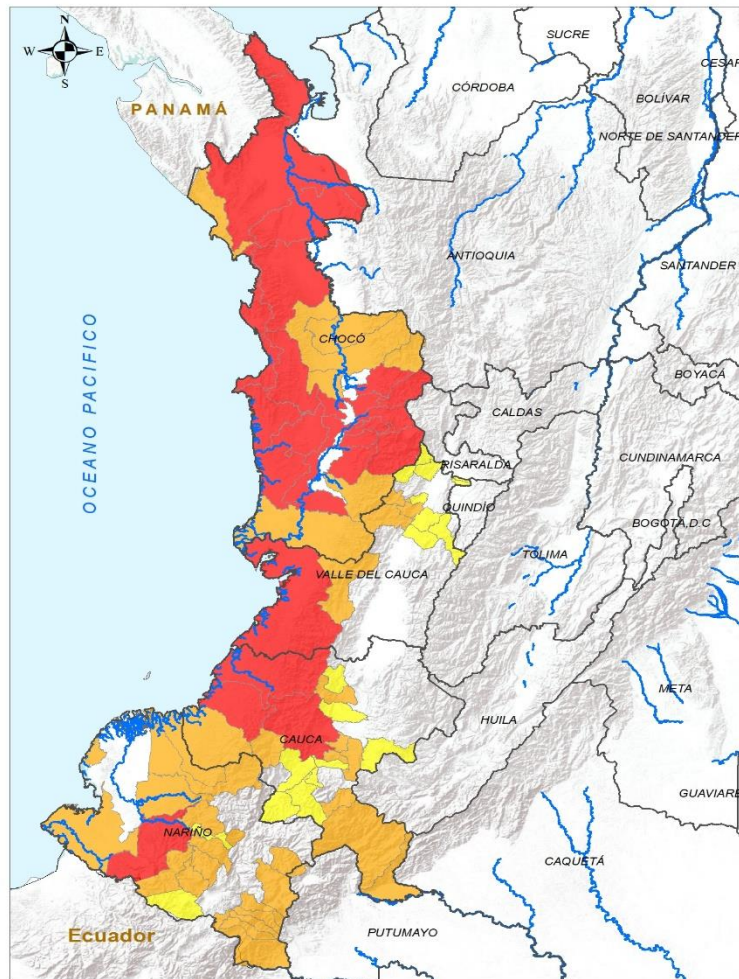 N
W E
S
PANAMÁ
SUCRE
CESAR
CÓRDOBA
BOLÍVAR
NORTE DE SANTANDER
ANTIOQUIA
SANTANDER
OCEANO PACIFICO
CHOCÓ
BOYACÁ
CALDAS
CUNDINAMARCA
RISARALDA
QUINDÍO
BOGOTA, D.C
TOLIMA
VALLE DEL CAUCA
META
HUILA
CAUCA
GUAVIARE
NARIÑO
CAQUETÁ
Ecuador
PUTUMAYO